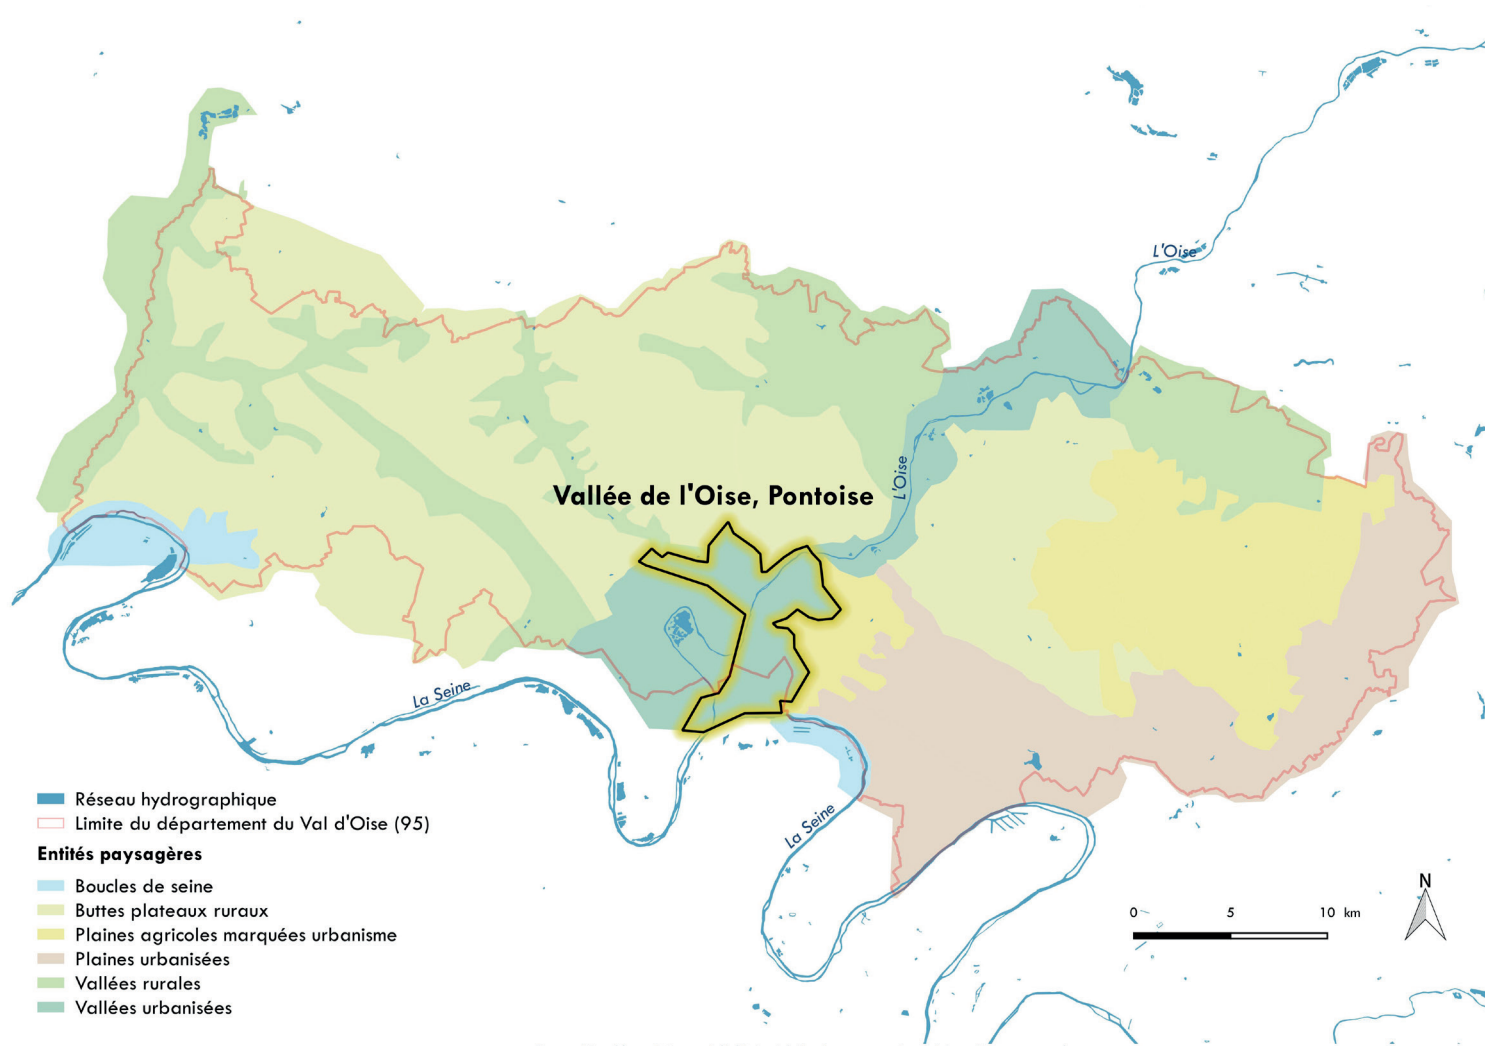 L'Oise
L'Oise
Vallée de l'Oise, Pontoise
La Seine
La Seine
Réseau hydrographique
Limite du département du Val d'Oise (95)
Entités paysagères
Boucles de seine
Buttes plateaux ruraux
Plaines agricoles marquées urbanisme
Plaines urbanisées
Vallées rurales
Vallées urbanisées
0 5 10 km
N